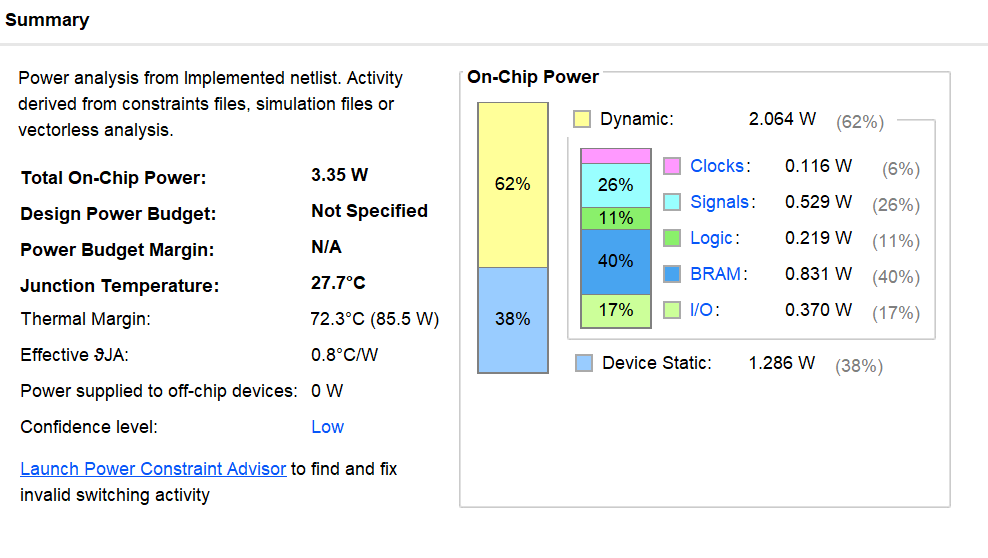 Summary
Power analysis from Implemented netlist. Activity
derived from constraints files, simulation files or
vectorless analysis.
Total On-Chip Power: 3.35 W
Design Power Budget: Not Specified
Power Budget Margin: N/A
Junction Temperature: 27.7°C
Thermal Margin: 72.3°C (85.5 W)
Effective ϑJA: 0.8°C/W
Power supplied to off-chip devices: 0 W
Confidence level: Low
Launch Power Constraint Advisor to find and fix
invalid switching activity
On-Chip Power
62%
38%
Dynamic: 2.064 W (62%)
26%
11%
40%
17%
Clocks: 0.116 W (6%)
Signals: 0.529 W (26%)
Logic: 0.219 W (11%)
BRAM: 0.831 W (40%)
I/O: 0.370 W (17%)
Device Static: 1.286 W (38%)